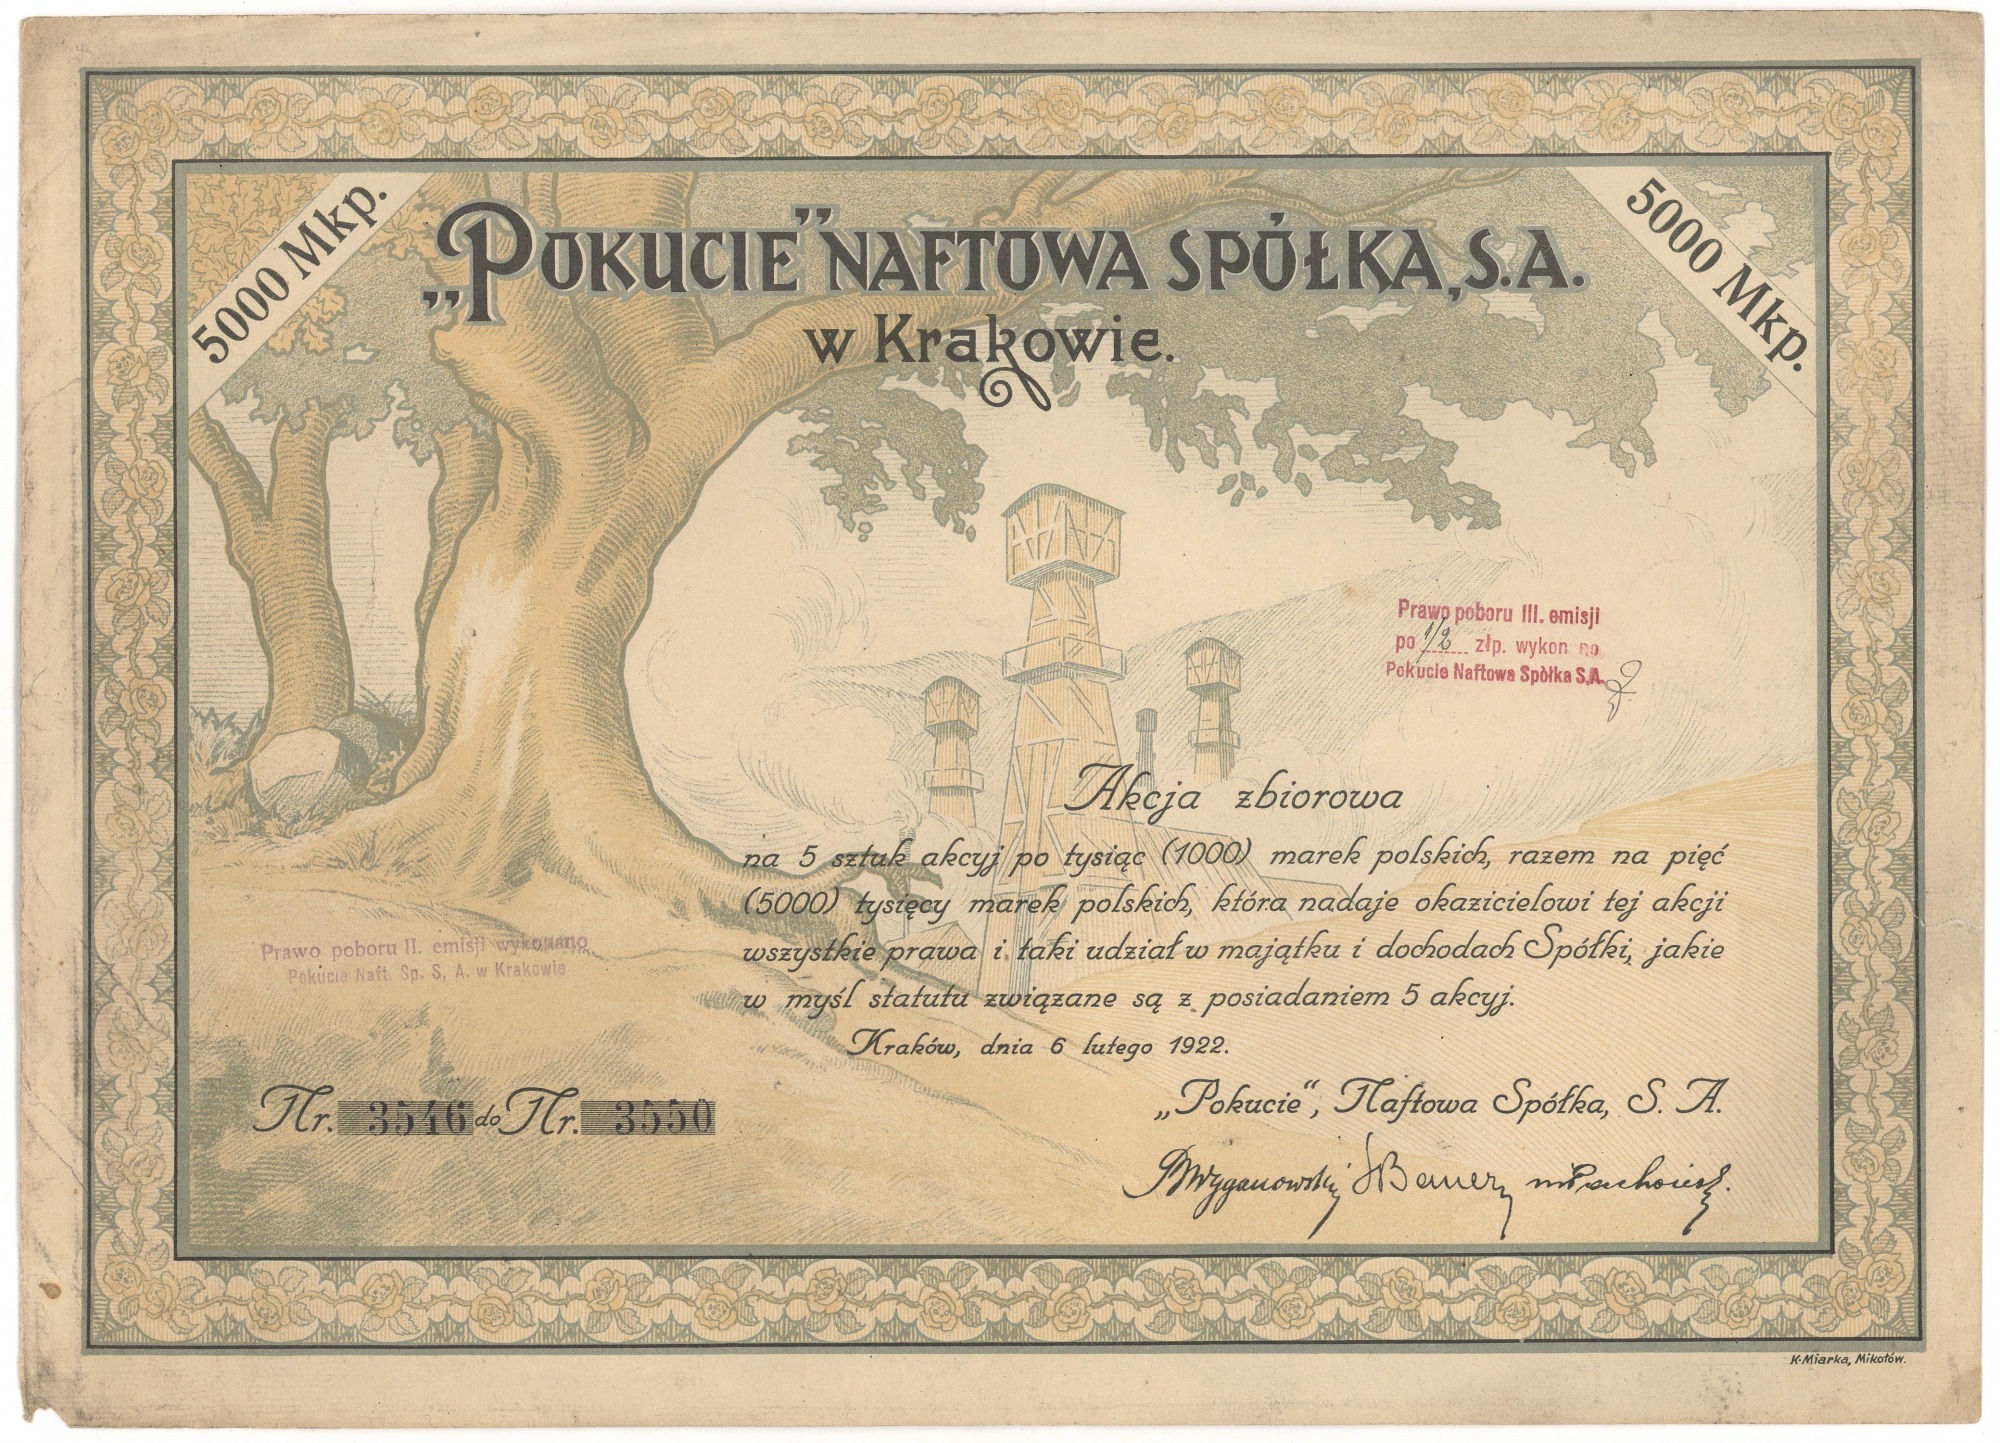 5000 Mkp.
5000 Mkp.
„Pokucie” Naftowa Spółka, S.A.
w Krakowie.
Prawo poboru III. emisji
po 1/2 złp. wykon no
Pokucie Naftowa Spółka S.A.
Akcja zbiorowa
na 5 sztuk akcyj po tysiąc (1000) marek polskich, razem na pięć
(5000) tysięcy marek polskich, która nadaje okazicielowi tej akcji
wszystkie prawa i taki udział w majątku i dochodach Spółki, jakie
w myśl statutu związane są z posiadaniem 5 akcyj.
Kraków, dnia 6 lutego 1922.
Prawo poboru II. emisji wykonano
Pokucie Naft. Sp. S, A. w Krakowie
Nr. 3546 do Nr. 3550
„Pokucie“, Naftowa Spółka, S. A.
K. Miarka, Mikołów.